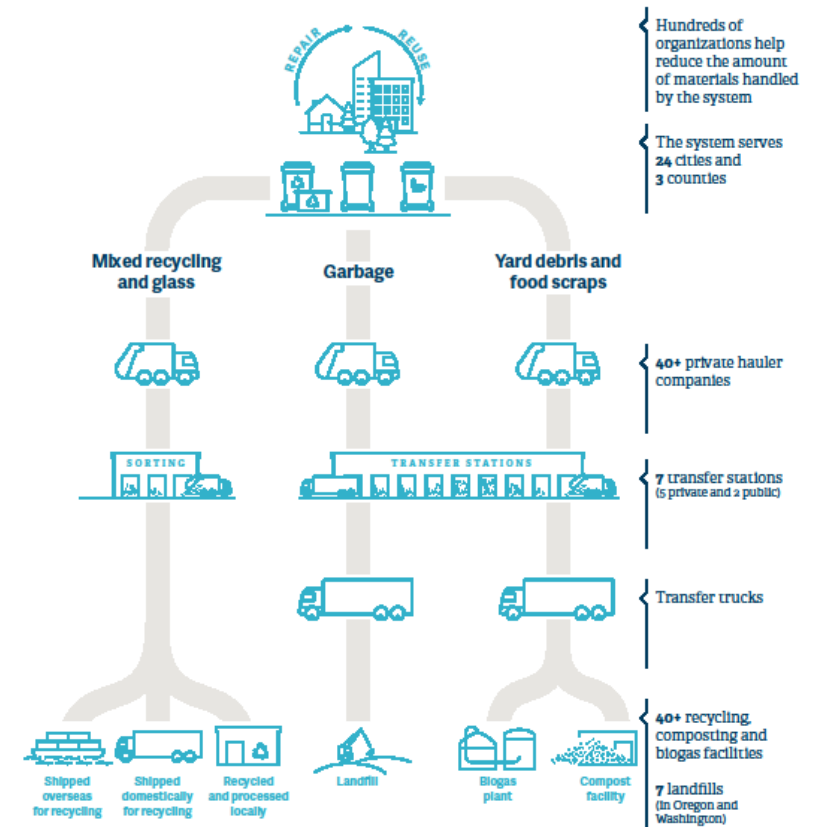 REPAIR
REUSE
Hundreds of
organizations help
reduce the amount
of materials handled
by the system
The system serves
24 cities and
3 counties
Mixed recycling
and glass
Garbage
Yard debris and
food scraps
40+ private hauler
companies
SORTING
TRANSFER STATIONS
7 transfer stations
(5 private and 2 public)
Transfer trucks
40+ recycling,
composting and
biogas facilities
7 landfills
(in Oregon and
Washington)
Shipped
overseas
for recycling
Shipped
domestically
for recycling
Recycled
and processed
locally
Landfill
Biogas
plant
Compost
facility